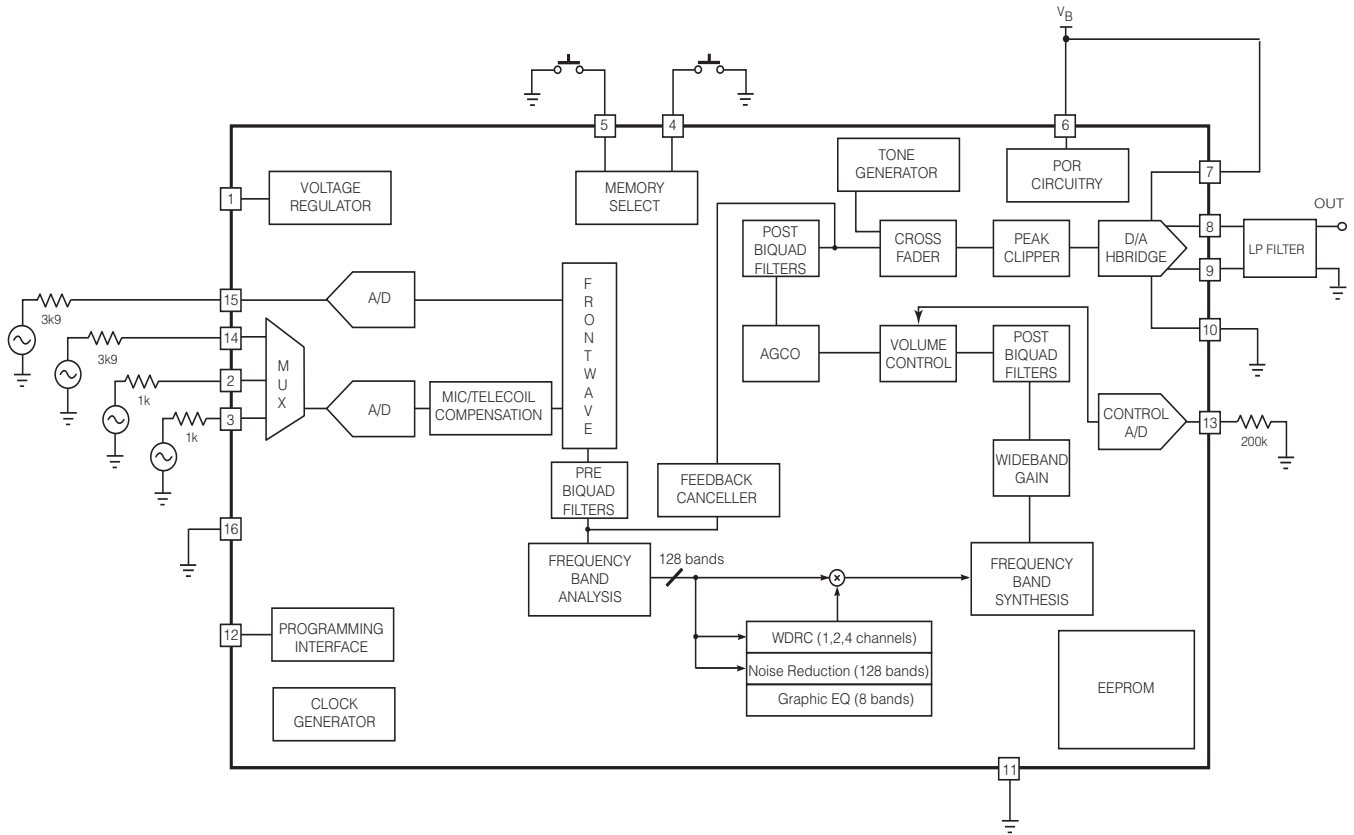 VB
5
4
6
TONE
GENERATOR
POR
CIRCUITRY
7
OUT
1
VOLTAGE
REGULATOR
MEMORY
SELECT
POST
BIQUAD
FILTERS
CROSS
FADER
PEAK
CLIPPER
D/A
HBRIDGE
8
9
LP FILTER
3k9
15
A/D
F
R
O
N
T
W
A
V
E
3k9
14
M
U
X
AGCO
VOLUME
CONTROL
POST
BIQUAD
FILTERS
10
1k
2
1k
3
A/D
MIC/TELECOIL
COMPENSATION
CONTROL
A/D
13
200k
PRE
BIQUAD
FILTERS
FEEDBACK
CANCELLER
WIDEBAND
GAIN
16
FREQUENCY
BAND
ANALYSIS
128 bands
×
FREQUENCY
BAND
SYNTHESIS
12
PROGRAMMING
INTERFACE
WDRC (1,2,4 channels)
Noise Reduction (128 bands)
Graphic EQ (8 bands)
CLOCK
GENERATOR
EEPROM
11